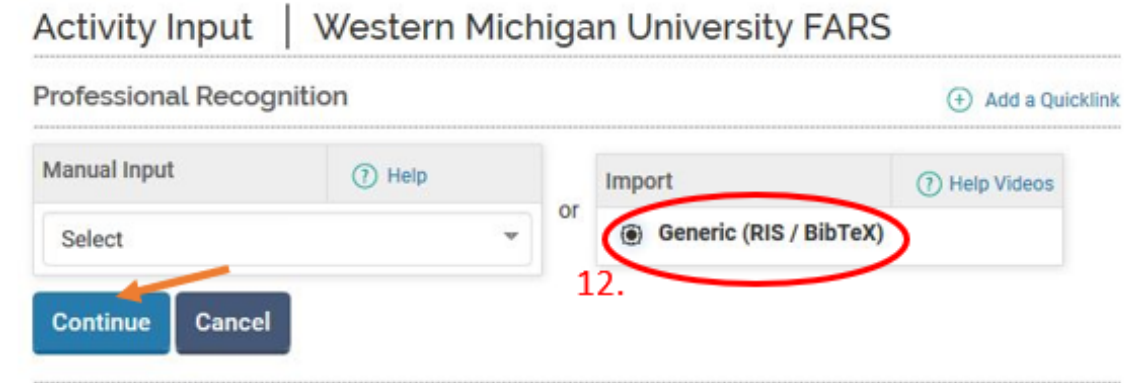 Activity Input | Western Michigan University FARS
Professional Recognition
Add a Quicklink
Manual Input
? Help
Select
or
Import
? Help Videos
Generic (RIS / BibTeX)
12.
Continue
Cancel